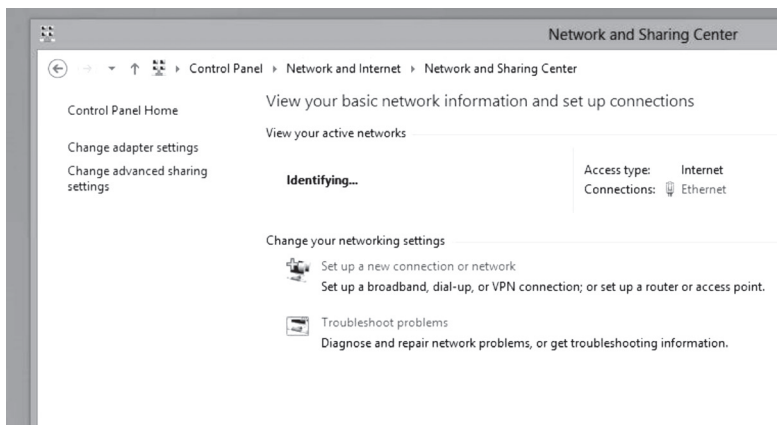 Network and Sharing Center
Control Panel Network and Internet Network and Sharing Center
Control Panel Home
Change adapter settings
Change advanced sharing
settings
View your basic network information and set up connections
View your active networks
Identifying...
Access type: Internet
Connections: Ethernet
Change your networking settings
Set up a new connection or network
Set up a broadband, dial-up, or VPN connection; or set up a router or access point.
Troubleshoot problems
Diagnose and repair network problems, or get troubleshooting information.